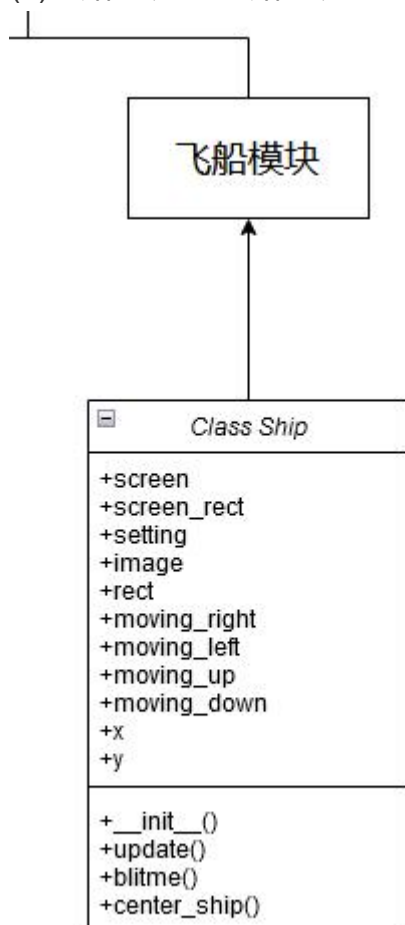 飞船模块
Class Ship
+screen
+screen_rect
+setting
+image
+rect
+moving_right
+moving_left
+moving_up
+moving_down
+x
+y
+__init__()
+update()
+blitme()
+center_ship()